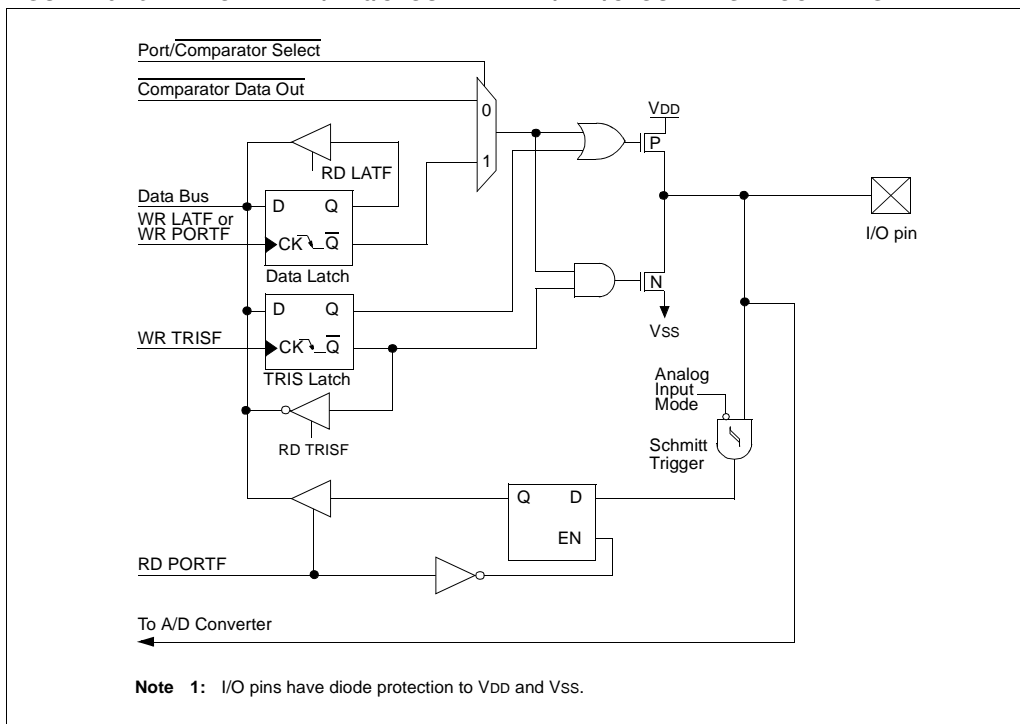 Port/Comparator Select
Comparator Data Out
0
1
VDD
P
RD LATF
Data Bus
WR LATF or
WR PORTF
D Q
CK Q
Data Latch
I/O pin
N
VSS
D Q
WR TRISF
CK Q
TRIS Latch
RD TRISF
Analog
Input
Mode
Schmitt
Trigger
Q D
EN
RD PORTF
To A/D Converter
Note 1: I/O pins have diode protection to VDD and VSS.